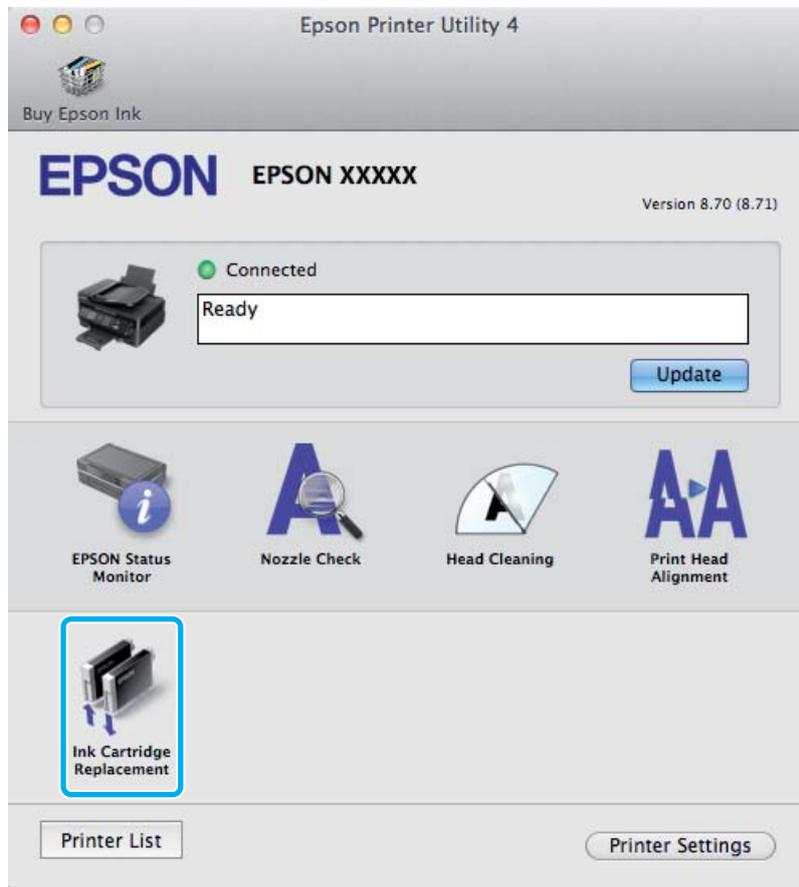 Epson Printer Utility 4
Buy Epson Ink
EPSON
EPSON XXXXX
Version 8.70 (8.71)
Connected
Ready
Update
EPSON Status
Monitor
Nozzle Check
Head Cleaning
Print Head
Alignment
Ink Cartridge
Replacement
Printer List
Printer Settings